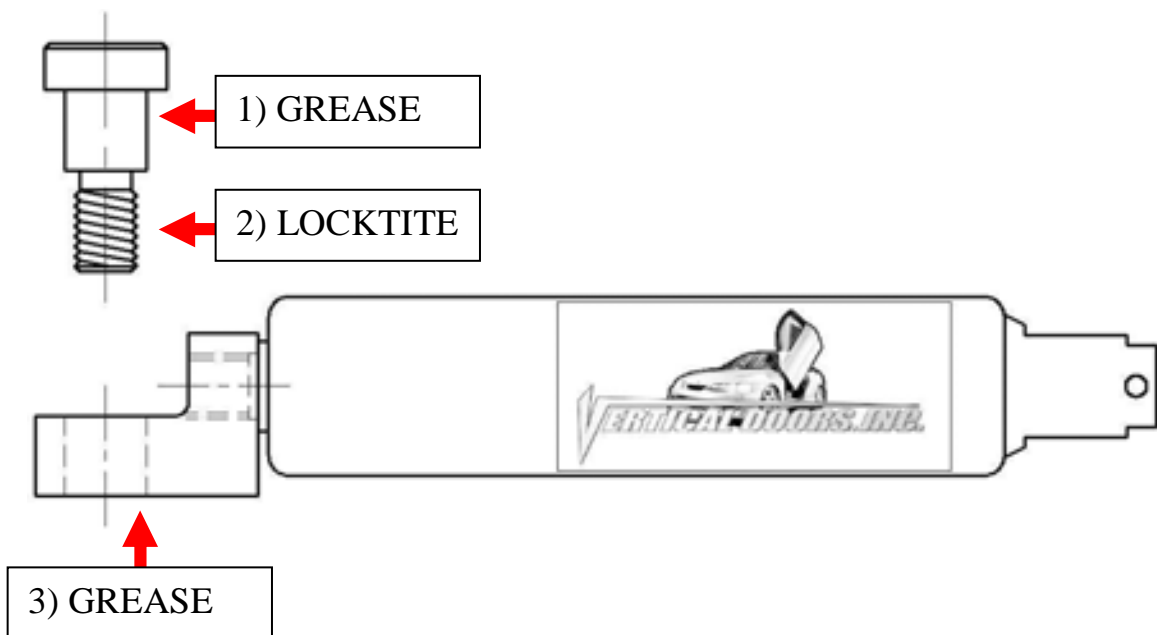 1) GREASE
2) LOCKTITE
VERTICAL DOORS, INC.
3) GREASE